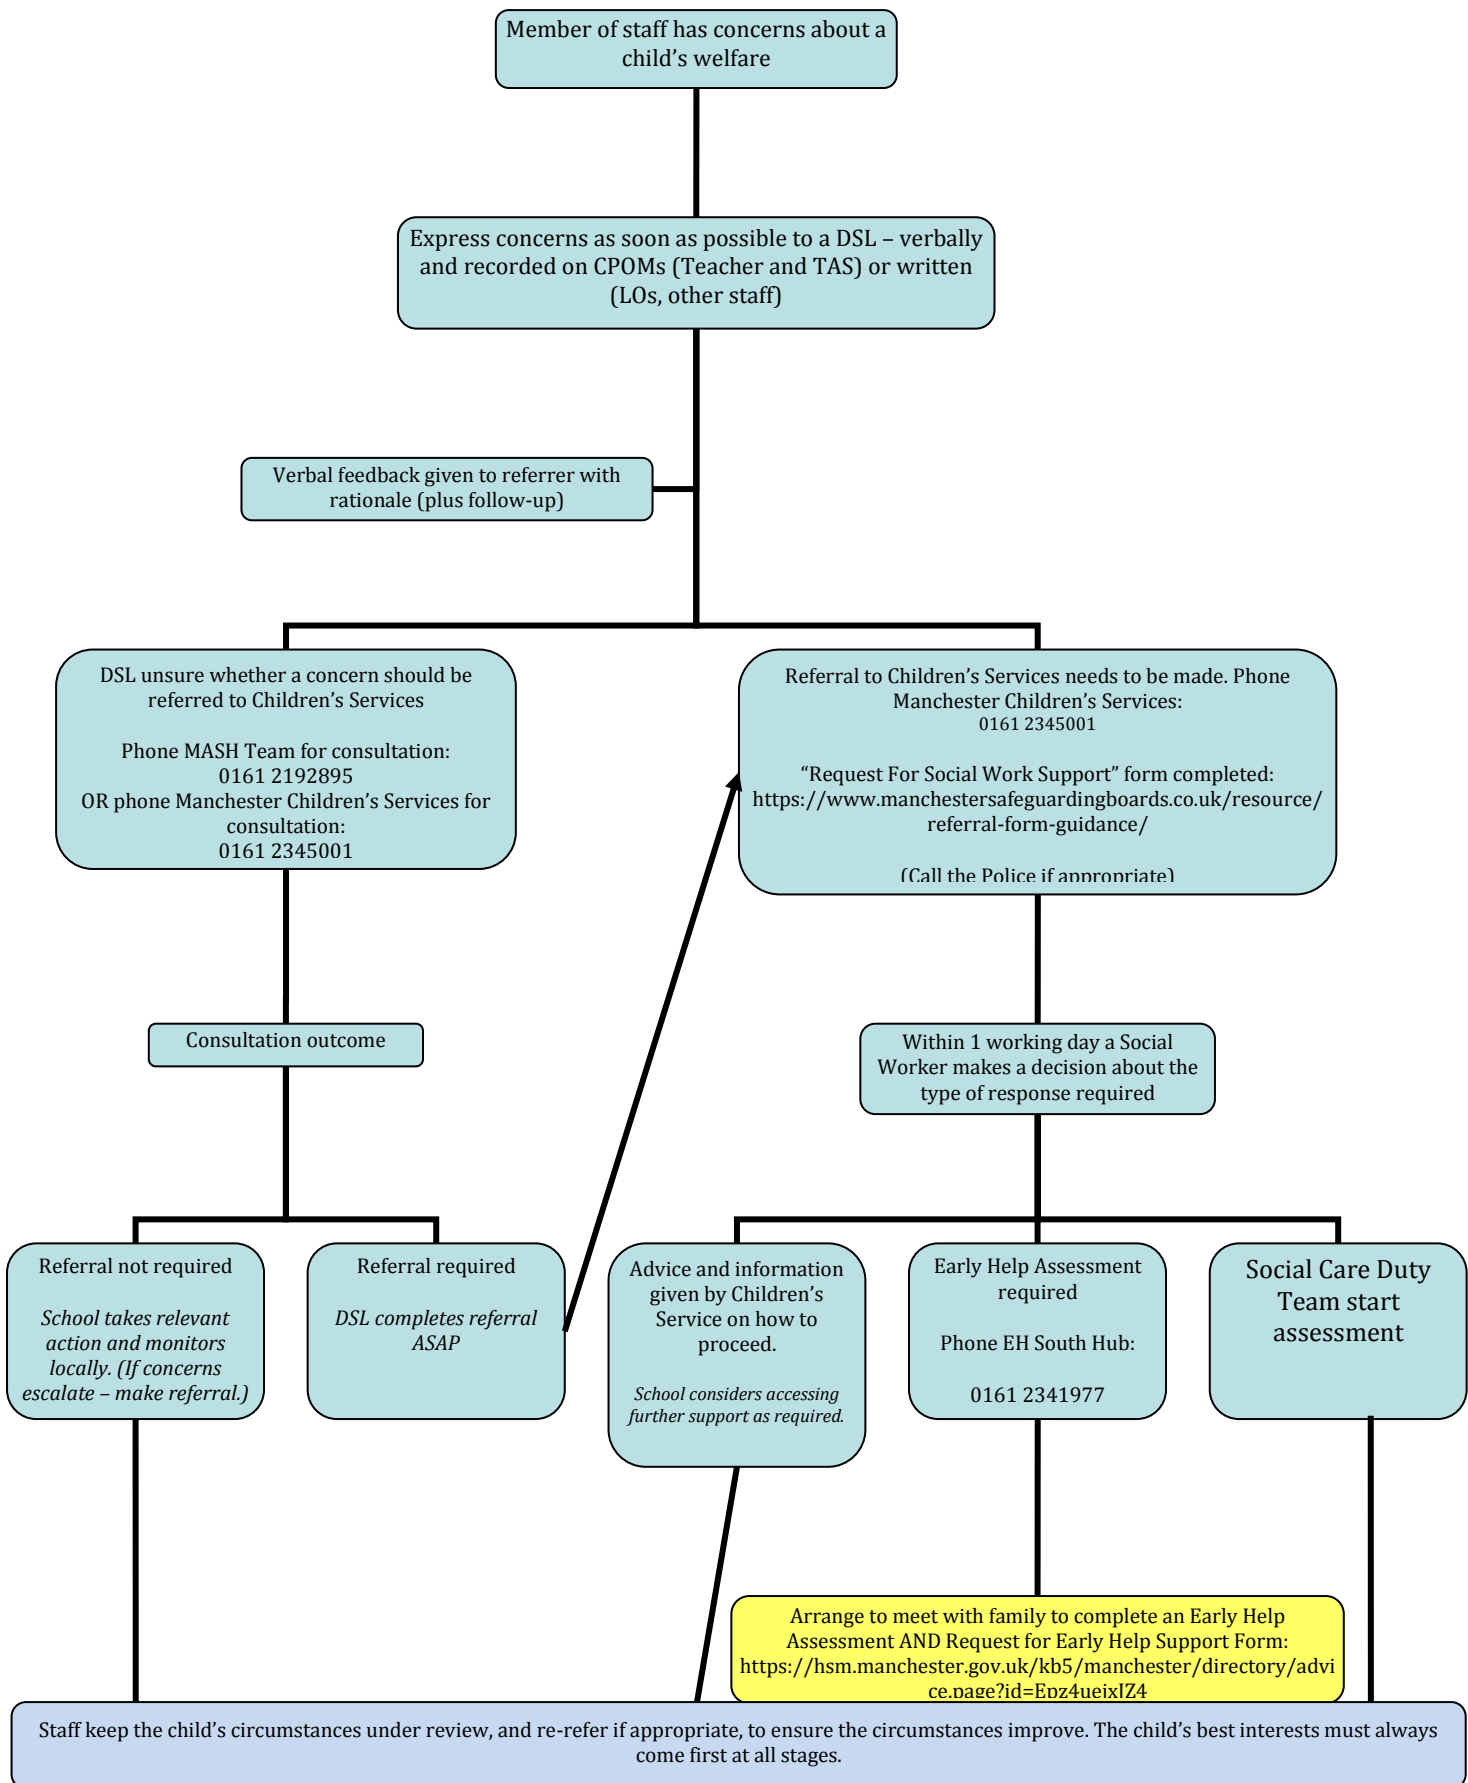 Member of staff has concerns about a
child’s welfare
Express concerns as soon as possible to a DSL – verbally
and recorded on CPOMs (Teacher and TAS) or written
(LOs, other staff)
Verbal feedback given to referrer with
rationale (plus follow-up)
DSL unsure whether a concern should be
referred to Children’s Services
Phone MASH Team for consultation:
0161 2192895
OR phone Manchester Children’s Services for
consultation:
0161 2345001
Referral to Children’s Services needs to be made. Phone
Manchester Children’s Services:
0161 2345001
“Request For Social Work Support” form completed:
https://www.manchestersafeguardingboards.co.uk/resource/
referral-form-guidance/
(Call the Police if appropriate)
Consultation outcome
Within 1 working day a Social
Worker makes a decision about the
type of response required
Referral not required
School takes relevant
action and monitors
locally. (If concerns
escalate – make referral.)
Referral required
DSL completes referral
ASAP
Advice and information
given by Children’s
Service on how to
proceed.
School considers accessing
further support as required.
Early Help Assessment
required
Phone EH South Hub:
0161 2341977
Social Care Duty
Team start
assessment
Arrange to meet with family to complete an Early Help
Assessment AND Request for Early Help Support Form:
https://hsm.manchester.gov.uk/kb5/manchester/directory/advi
Staff keep the child’s circumstances under review, and re-refer if appropriate, to ensure the circumstances improve. The child’s best interests must always
come first at all stages.